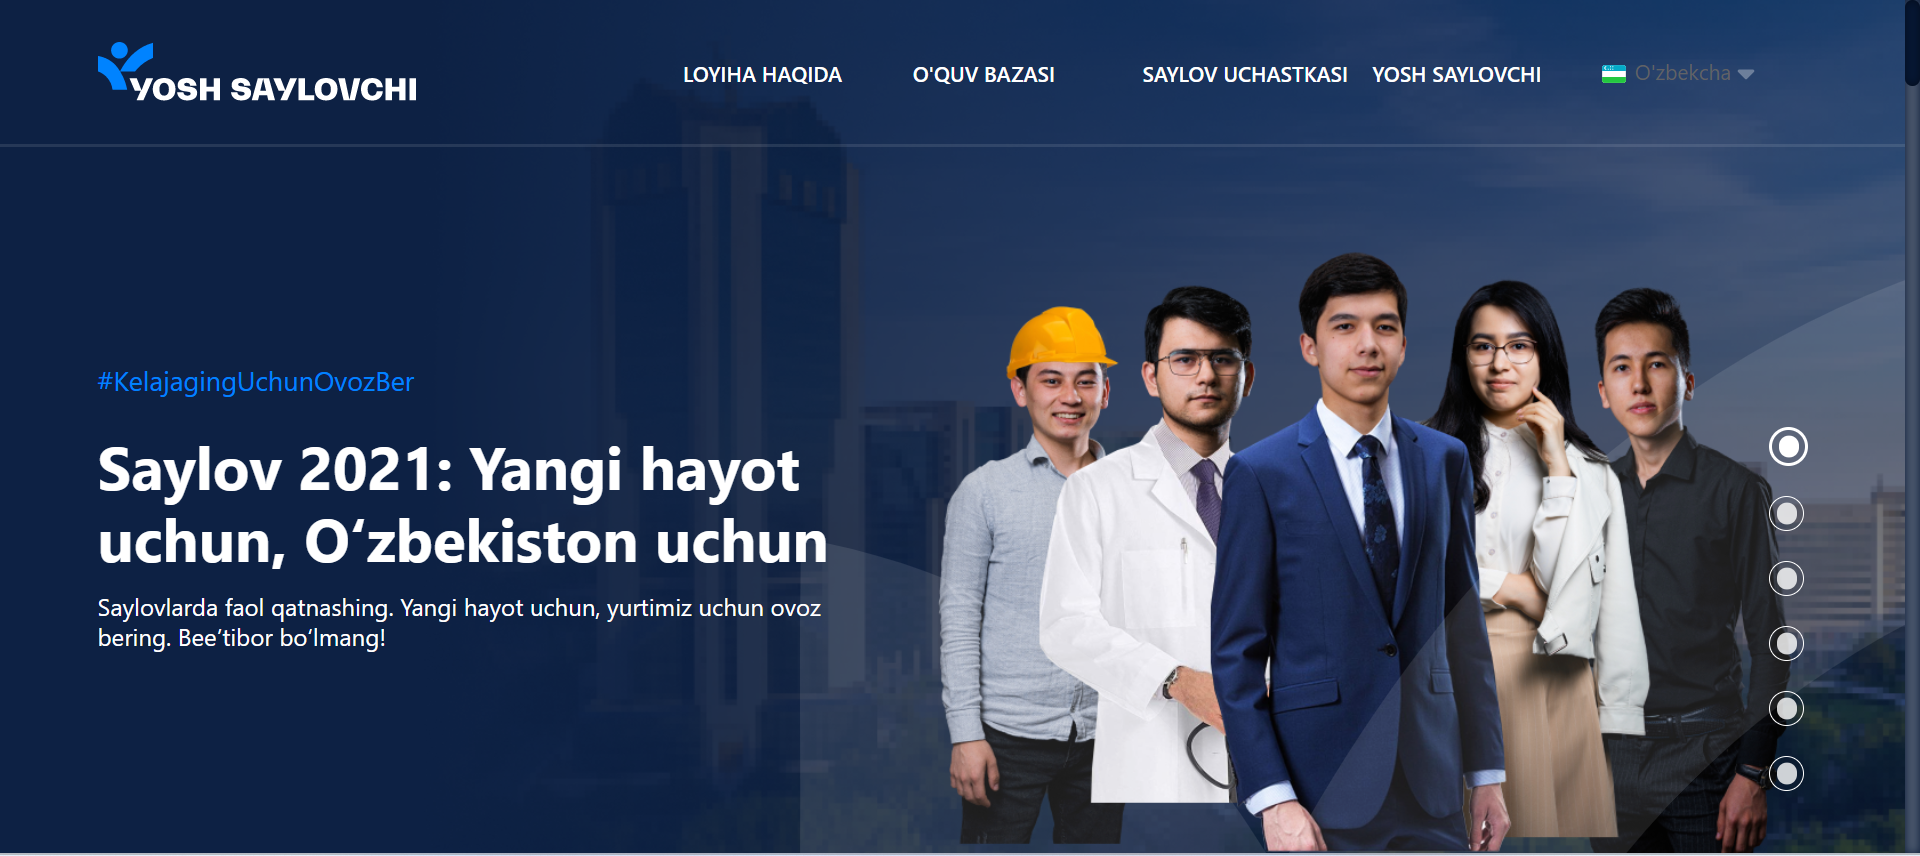 YOSH SAYLOVCHI
LOYIHA HAQIDA
O'QUV BAZASI
SAYLOV UCHASTKASI
YOSH SAYLOVCHI
O'zbekcha
#KelajagingUchunOvozBer
Saylov 2021: Yangi hayot
uchun, O‘zbekiston uchun
Saylovlarda faol qatnashing. Yangi hayot uchun, yurtimiz uchun ovoz
bering. Bee’tibor bo‘lmang!